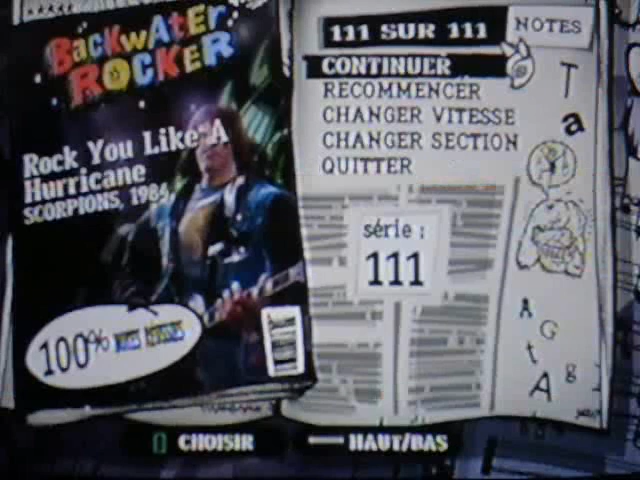 BACKWATER
ROCKER
Rock You Like A
Hurricane
SCORPIONS, 1984
100%
111 SUR 111
NOTES
CONTINUER
RECOMMENCER
CHANGER VITESSE
CHANGER SECTION
QUITTER
série :
111
T
a
A
G
t
g
A
CHOISIR
HAUT/BAS